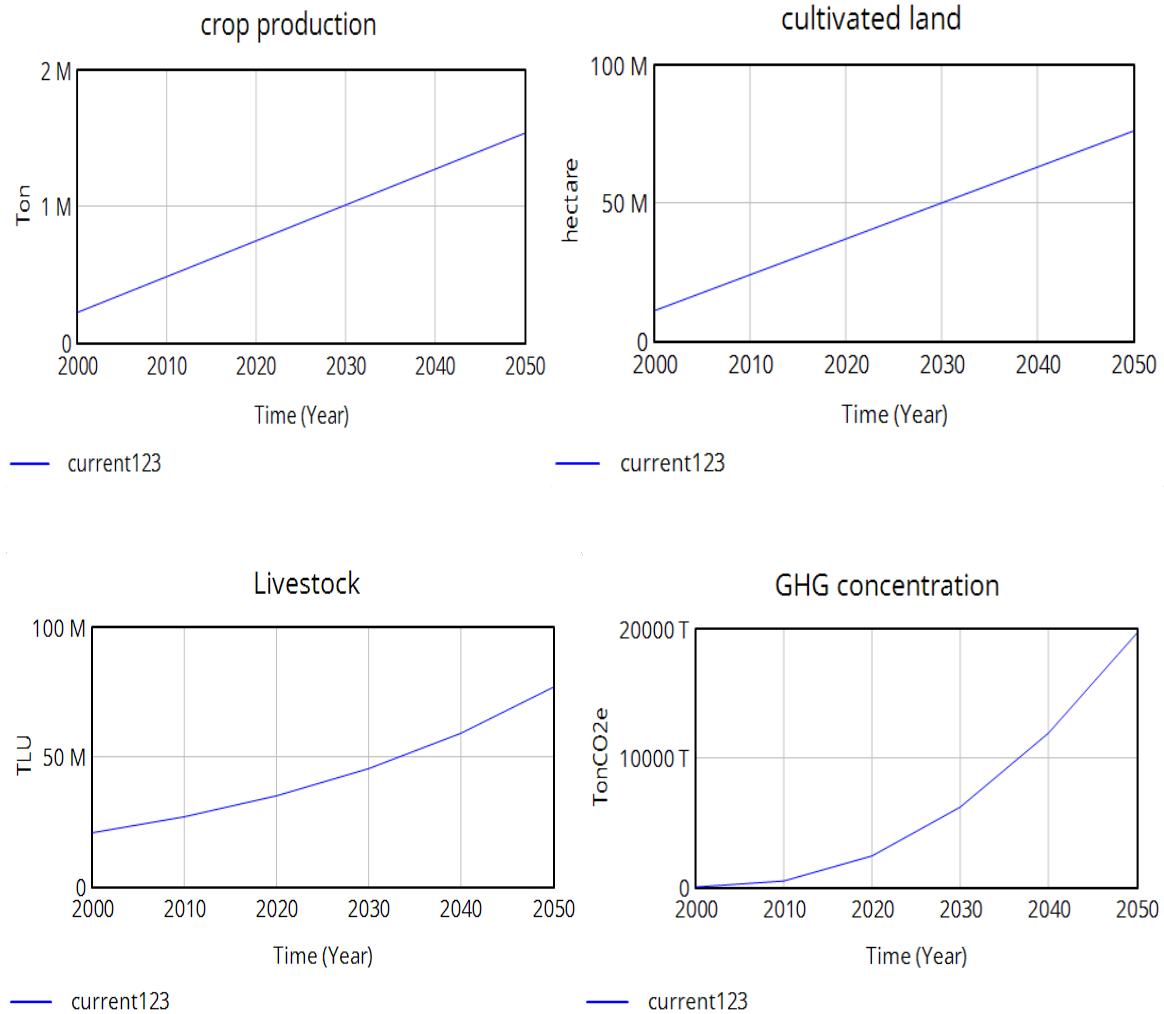 crop production
2 M
Ton
1 M
0
2000 2010 2020 2030 2040 2050
Time (Year)
current123
cultivated land
100 M
hectare
50 M
0
2000 2010 2020 2030 2040 2050
Time (Year)
current123
Livestock
100 M
TLU
50 M
0
2000 2010 2020 2030 2040 2050
Time (Year)
current123
GHG concentration
20000 T
TonCO2e
10000 T
0
2000 2010 2020 2030 2040 2050
Time (Year)
current123